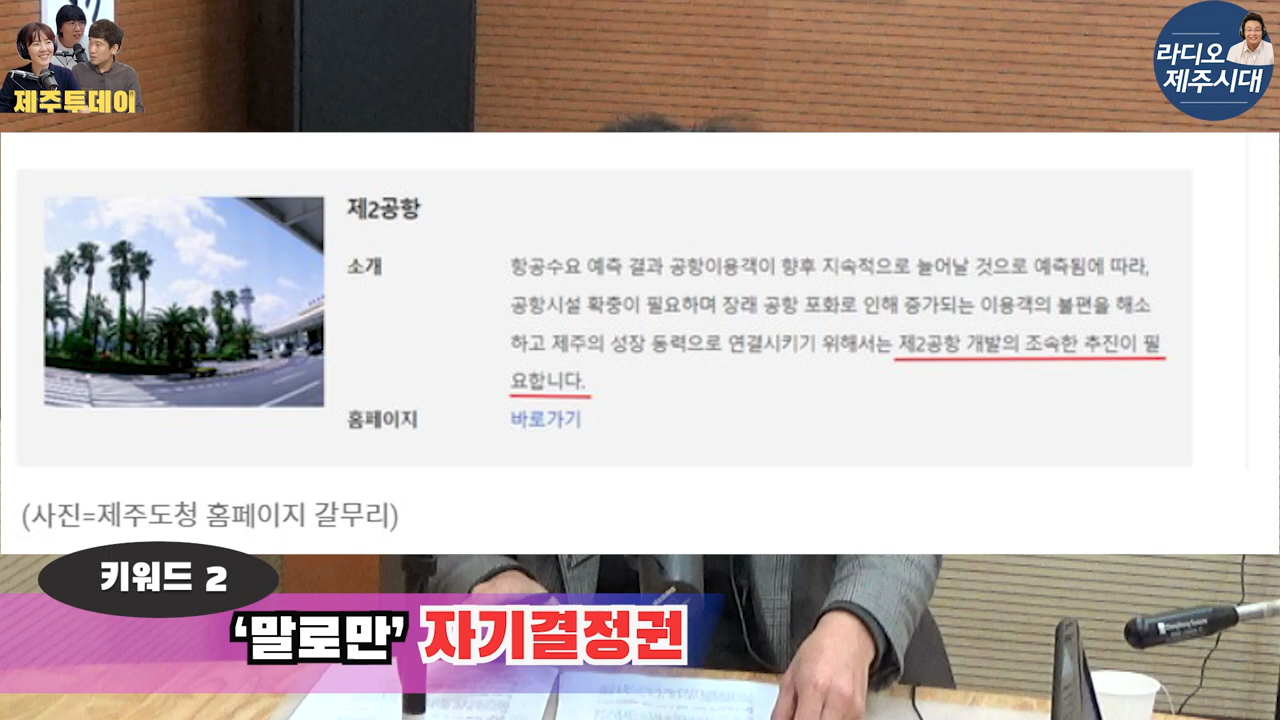 제주투데이
라디오
제주시대
제2공항
소개
항공수요 예측 결과 공항이용객이 향후 지속적으로 늘어날 것으로 예측됨에 따라,
공항시설 확충이 필요하며 장래 공항 포화로 인해 증가되는 이용객의 불편을 해소
하고 제주의 성장 동력으로 연결시키기 위해서는 제2공항 개발의 조속한 추진이 필
요합니다.
홈페이지
바로가기
(사진=제주도청 홈페이지 갈무리)
키워드 2
‘말로만’ 자기결정권